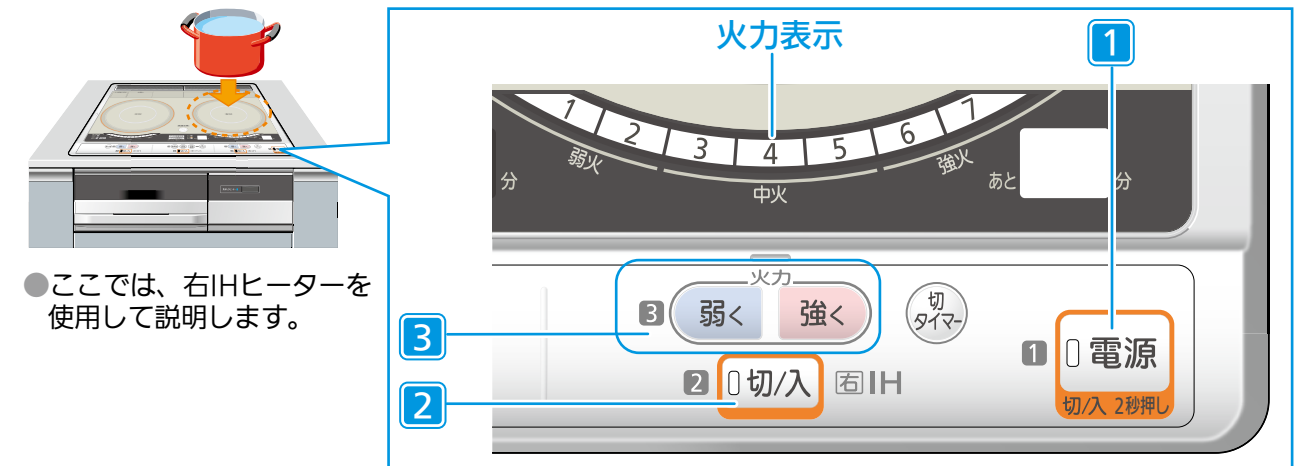 火力表示
1
1 2 3 4 5 6 7
弱火 中火 強火
分
あと 分
●ここでは、右IHヒーターを
使用して説明します。
火力
3
3 弱く 強く
切
タイマー
1 電源
切/入 2秒押し
2
2 切/入 右 IH